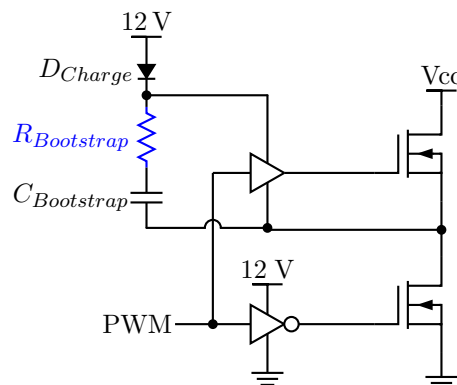 12 V
D_Charge
Vcc
R_Bootstrap
C_Bootstrap
12 V
PWM